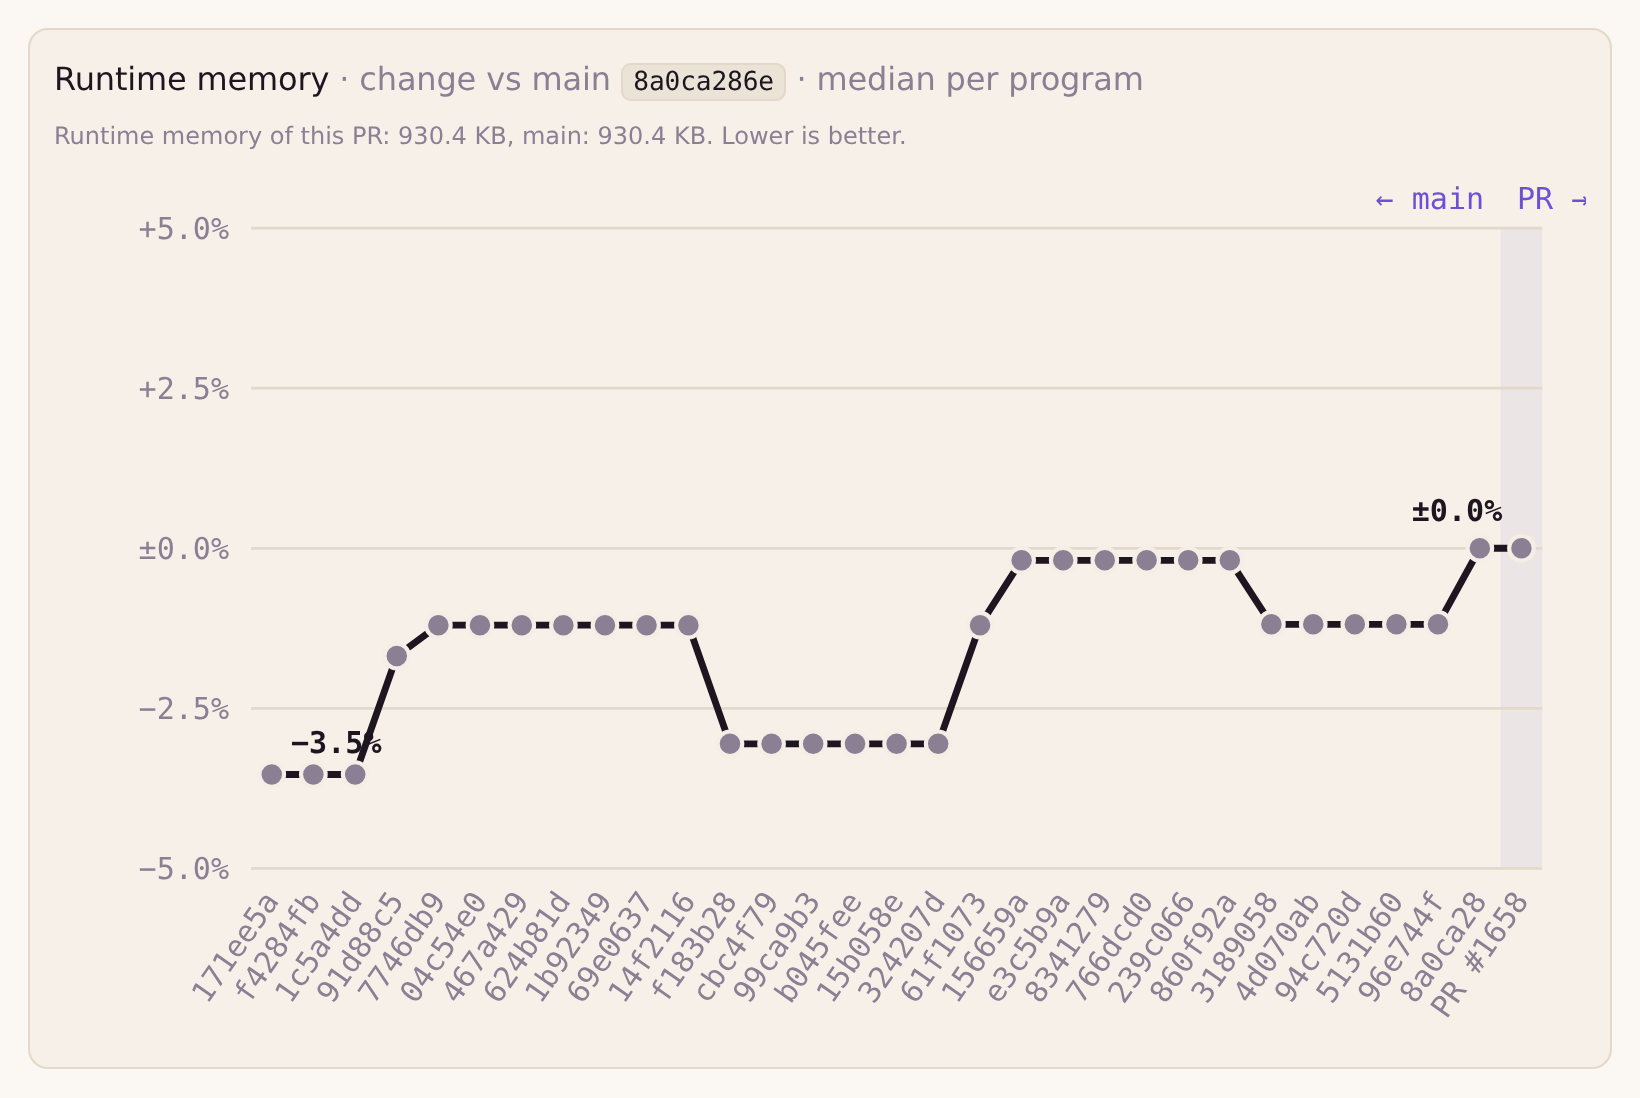 Runtime memory · change vs main 8a0ca286e · median per program
Runtime memory of this PR: 930.4 KB, main: 930.4 KB. Lower is better.
← main PR →
+5.0%
+2.5%
±0.0%
±0.0%
−2.5%
−3.5%
−5.0%
171ee5a
f4284fb
1c5a4dd
91d88c5
7746db9
04c54e0
467a429
624b81d
1b92349
69e0637
14f2116
f183b28
cbc4f79
99ca9b3
b045fee
15b058e
324207d
61f1073
156659a
e3c5b9a
8341279
766dcd0
239c066
860f92a
3189058
4d070ab
94c720d
5131b60
96e744f
8a0ca28
PR #1658